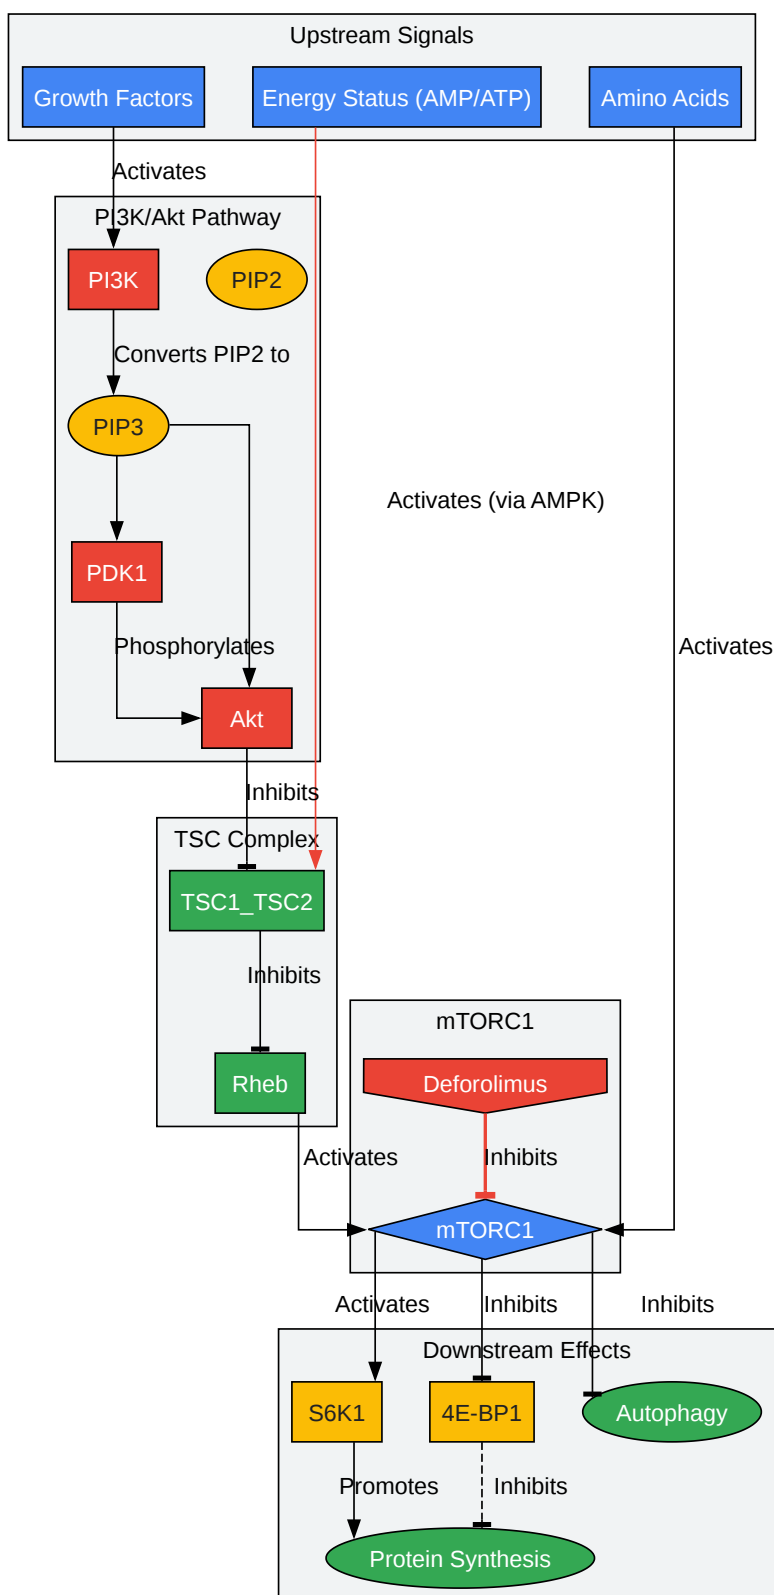 Upstream Signals
Growth Factors
Energy Status (AMP/ATP)
Amino Acids
Activates
PI3K/Akt Pathway
PI3K
PIP2
Converts PIP2 to
PIP3
Activates (via AMPK)
PDK1
Phosphorylates
Activates
Akt
Inhibits
TSC Complex
TSC1_TSC2
Inhibits
mTORC1
Rheb
Deforolimus
Activates
Inhibits
mTORC1
Activates
Inhibits
Inhibits
Downstream Effects
S6K1
4E-BP1
Autophagy
Promotes
Inhibits
Protein Synthesis